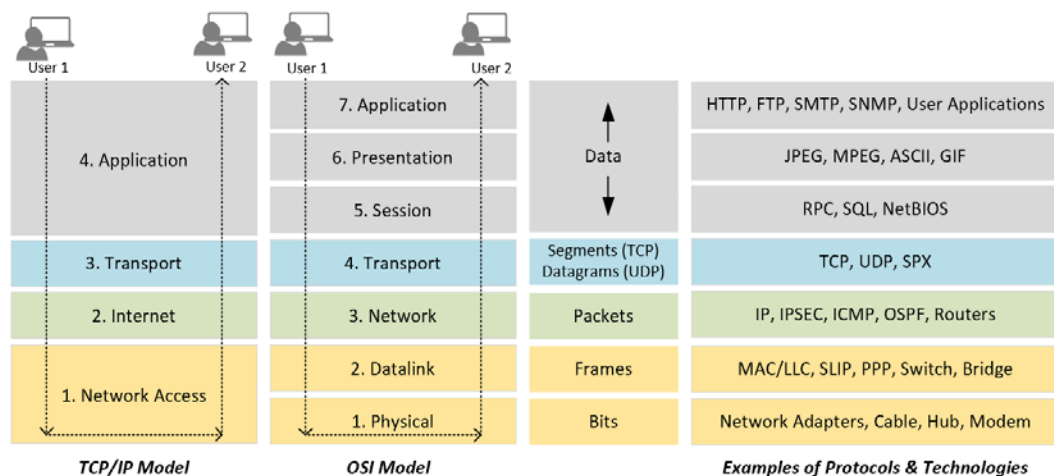 User 1
User 2
User 1
User 2
4. Application
3. Transport
2. Internet
1. Network Access
TCP/IP Model
7. Application
6. Presentation
5. Session
4. Transport
3. Network
2. Datalink
1. Physical
OSI Model
Data
Segments (TCP)
Datagrams (UDP)
Packets
Frames
Bits
HTTP, FTP, SMTP, SNMP, User Applications
JPEG, MPEG, ASCII, GIF
RPC, SQL, NetBIOS
TCP, UDP, SPX
IP, IPSEC, ICMP, OSPF, Routers
MAC/LLC, SLIP, PPP, Switch, Bridge
Network Adapters, Cable, Hub, Modem
Examples of Protocols & Technologies